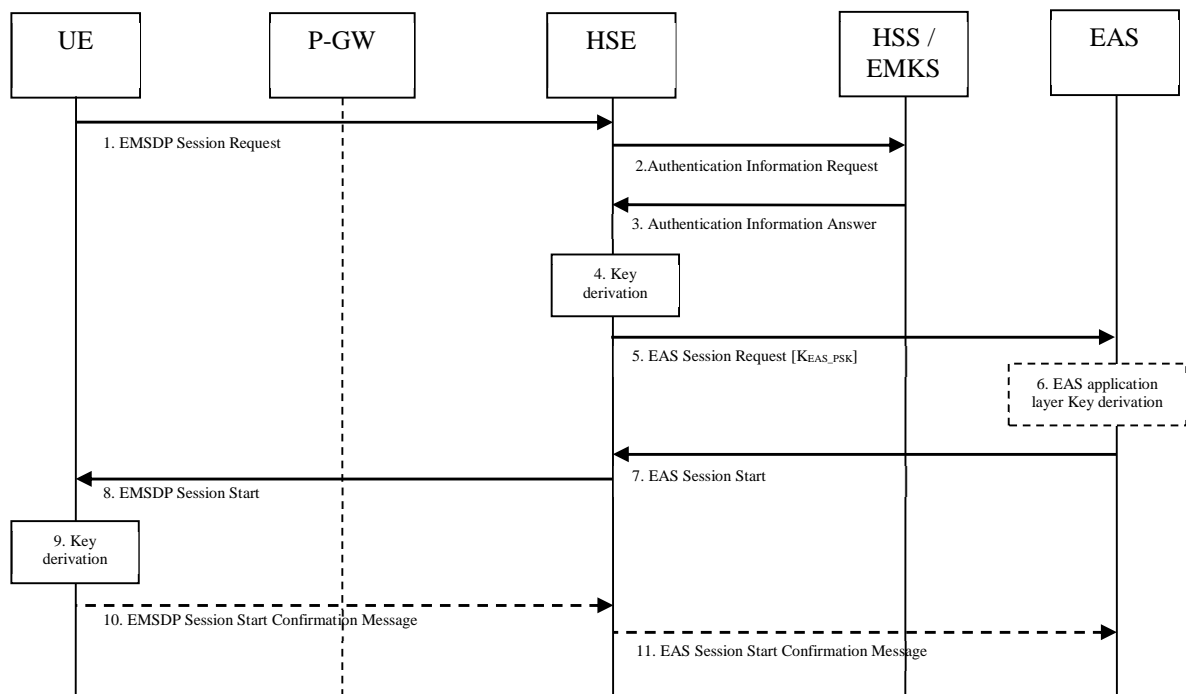 UE
P-GW
HSE
HSS /
EMKS
EAS
1. EMSDP Session Request
2.Authentication Information Request
3. Authentication Information Answer
4. Key
derivation
5. EAS Session Request [KEAS_PSK]
6. EAS application
layer Key derivation
7. EAS Session Start
8. EMSDP Session Start
9. Key
derivation
10. EMSDP Session Start Confirmation Message
11. EAS Session Start Confirmation Message